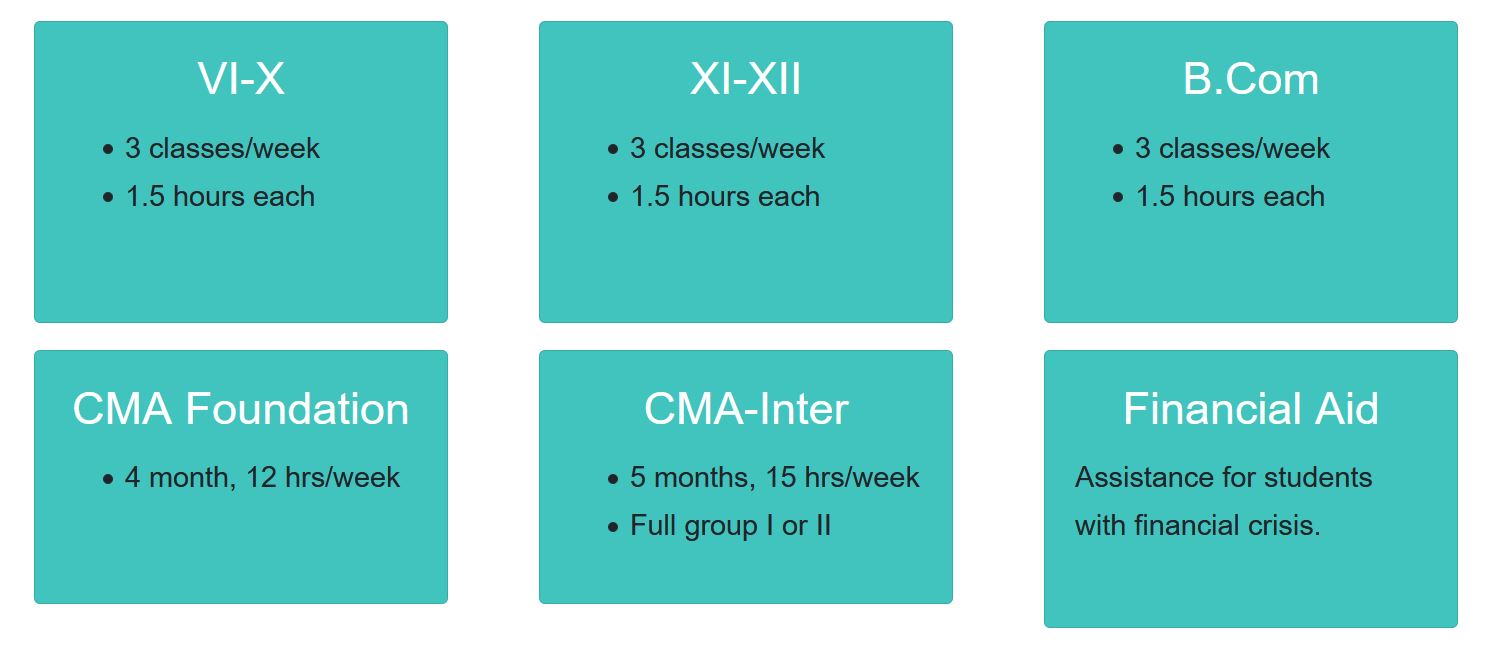 VI-X
• 3 classes/week
• 1.5 hours each
XI-XII
• 3 classes/week
• 1.5 hours each
B.Com
• 3 classes/week
• 1.5 hours each
CMA Foundation
• 4 month, 12 hrs/week
CMA-Inter
• 5 months, 15 hrs/week
• Full group I or II
Financial Aid
Assistance for students
with financial crisis.